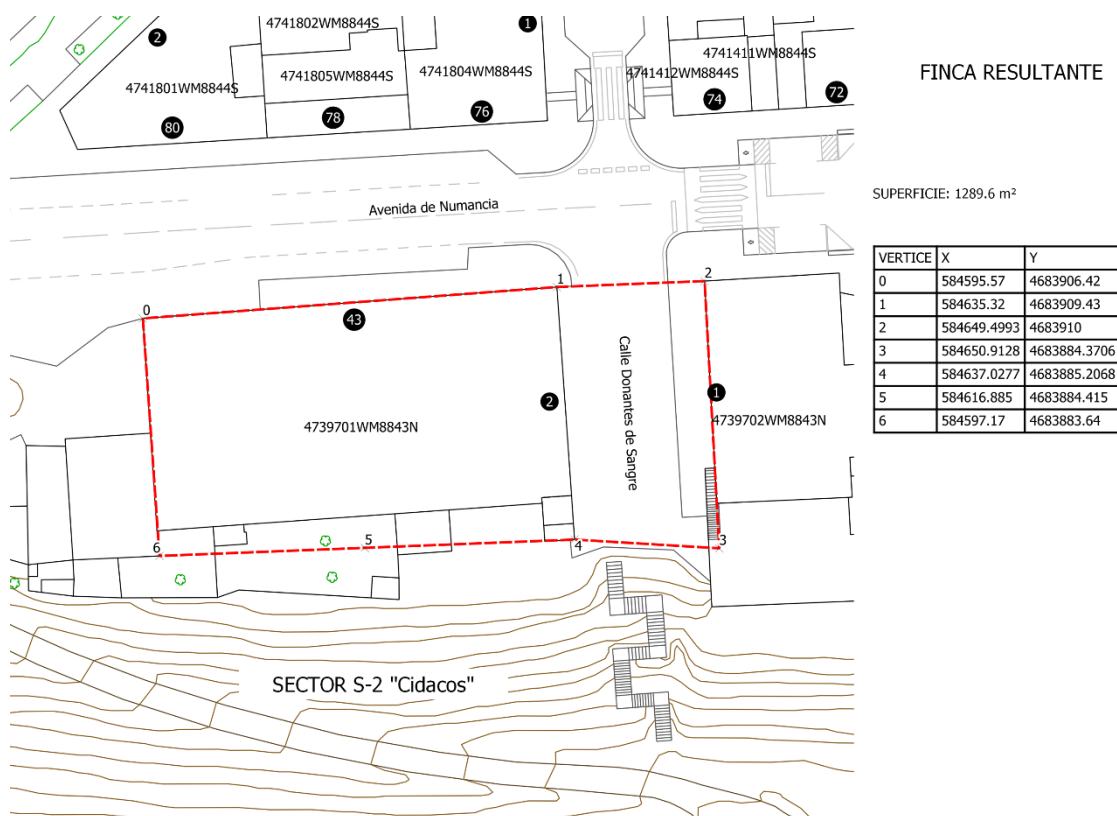 2
4741802WM8844S
1
4741801WM8844S
4741805WM8844S
4741804WM8844S
4741412WM8844S
4741411WM8844S
80
78
76
74
72
Avenida de Numancia
0
1
2
43
2
1
Calle Donantes de Sangre
4739701WM8843N
4739702WM8843N
6
5
4
3
SECTOR S-2 "Cidacos"
FINCA RESULTANTE
SUPERFICIE: 1289.6 m²
VERTICE X Y
0 584595.57 4683906.42
1 584635.32 4683909.43
2 584649.4993 4683910
3 584650.9128 4683884.3706
4 584637.0277 4683885.2068
5 584616.885 4683884.415
6 584597.17 4683883.64